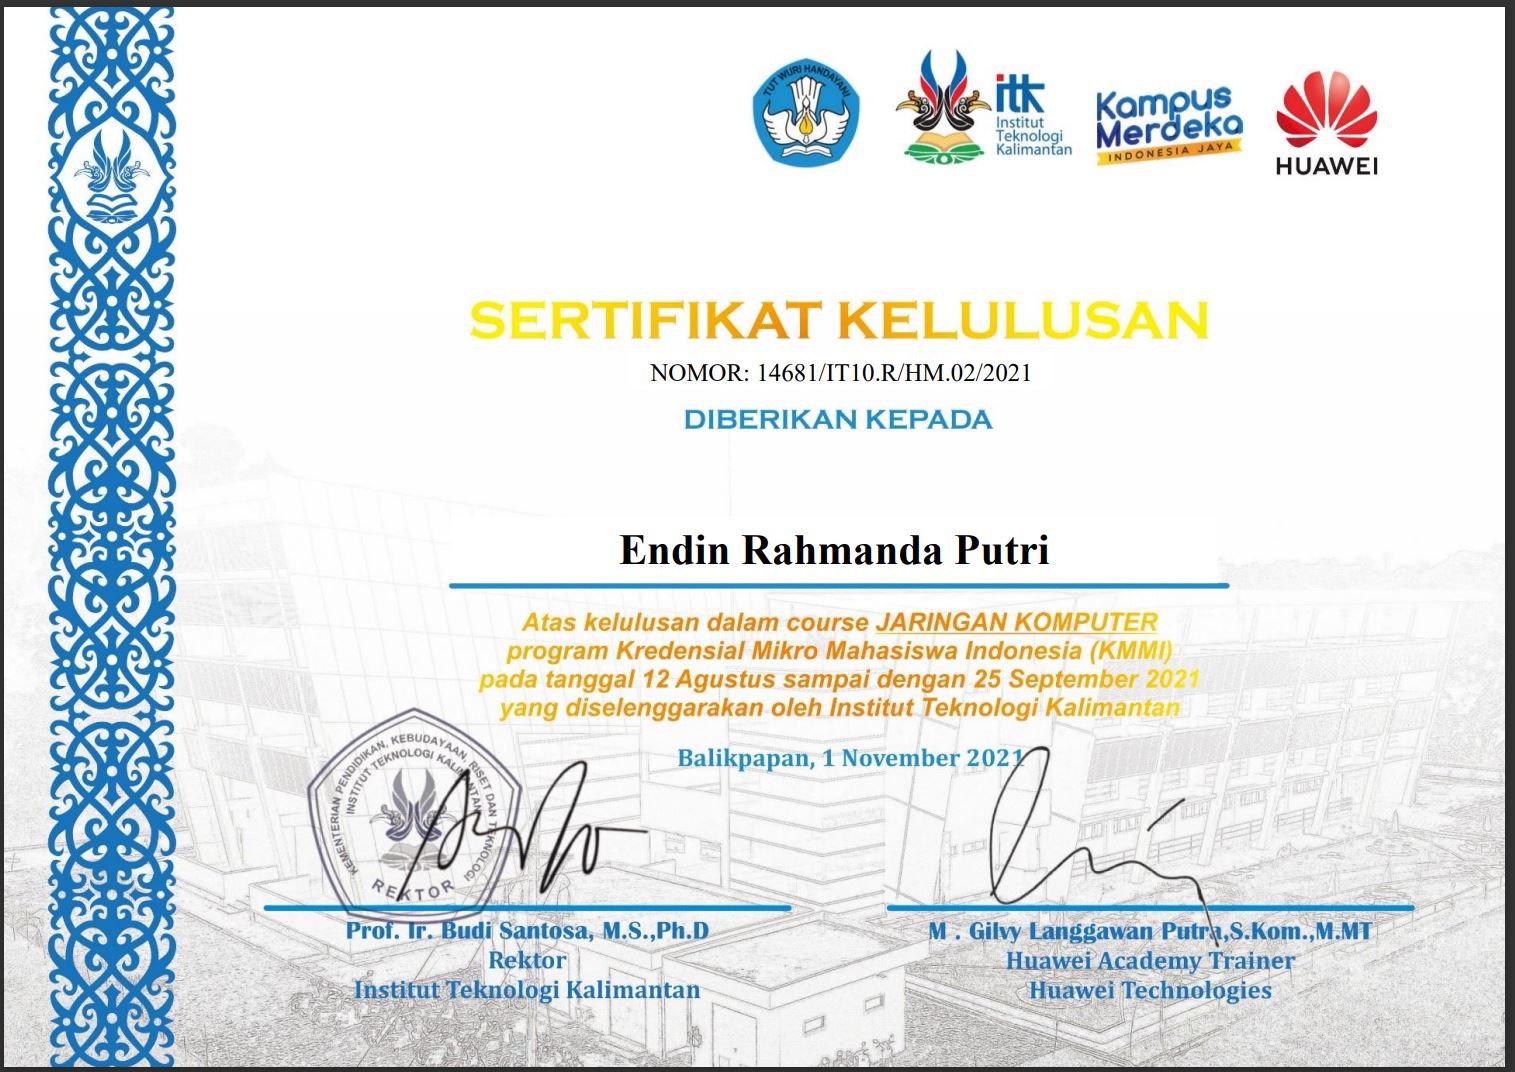 TUT WURI HANDAYANI
itk
Institut
Teknologi
Kalimantan
Kampus
Merdeka
INDONESIA JAYA
HUAWEI
SERTIFIKAT KELULUSAN
NOMOR: 14681/IT10.R/HM.02/2021
DIBERIKAN KEPADA
Endin Rahmanda Putri
Atas kelulusan dalam course JARINGAN KOMPUTER
program Kredensial Mikro Mahasiswa Indonesia (KMMI)
pada tanggal 12 Agustus sampai dengan 25 September 2021
yang diselenggarakan oleh Institut Teknologi Kalimantan
Balikpapan, 1 November 2021
KEMENTERIAN PENDIDIKAN, KEBUDAYAAN, RISET DAN TEKNOLOGI
INSTITUT TEKNOLOGI KALIMANTAN
REKTOR
Prof. Ir. Budi Santosa, M.S.,Ph.D
Rektor
Institut Teknologi Kalimantan
M . Gilvy Langgawan Putra,S.Kom.,M.MT
Huawei Academy Trainer
Huawei Technologies